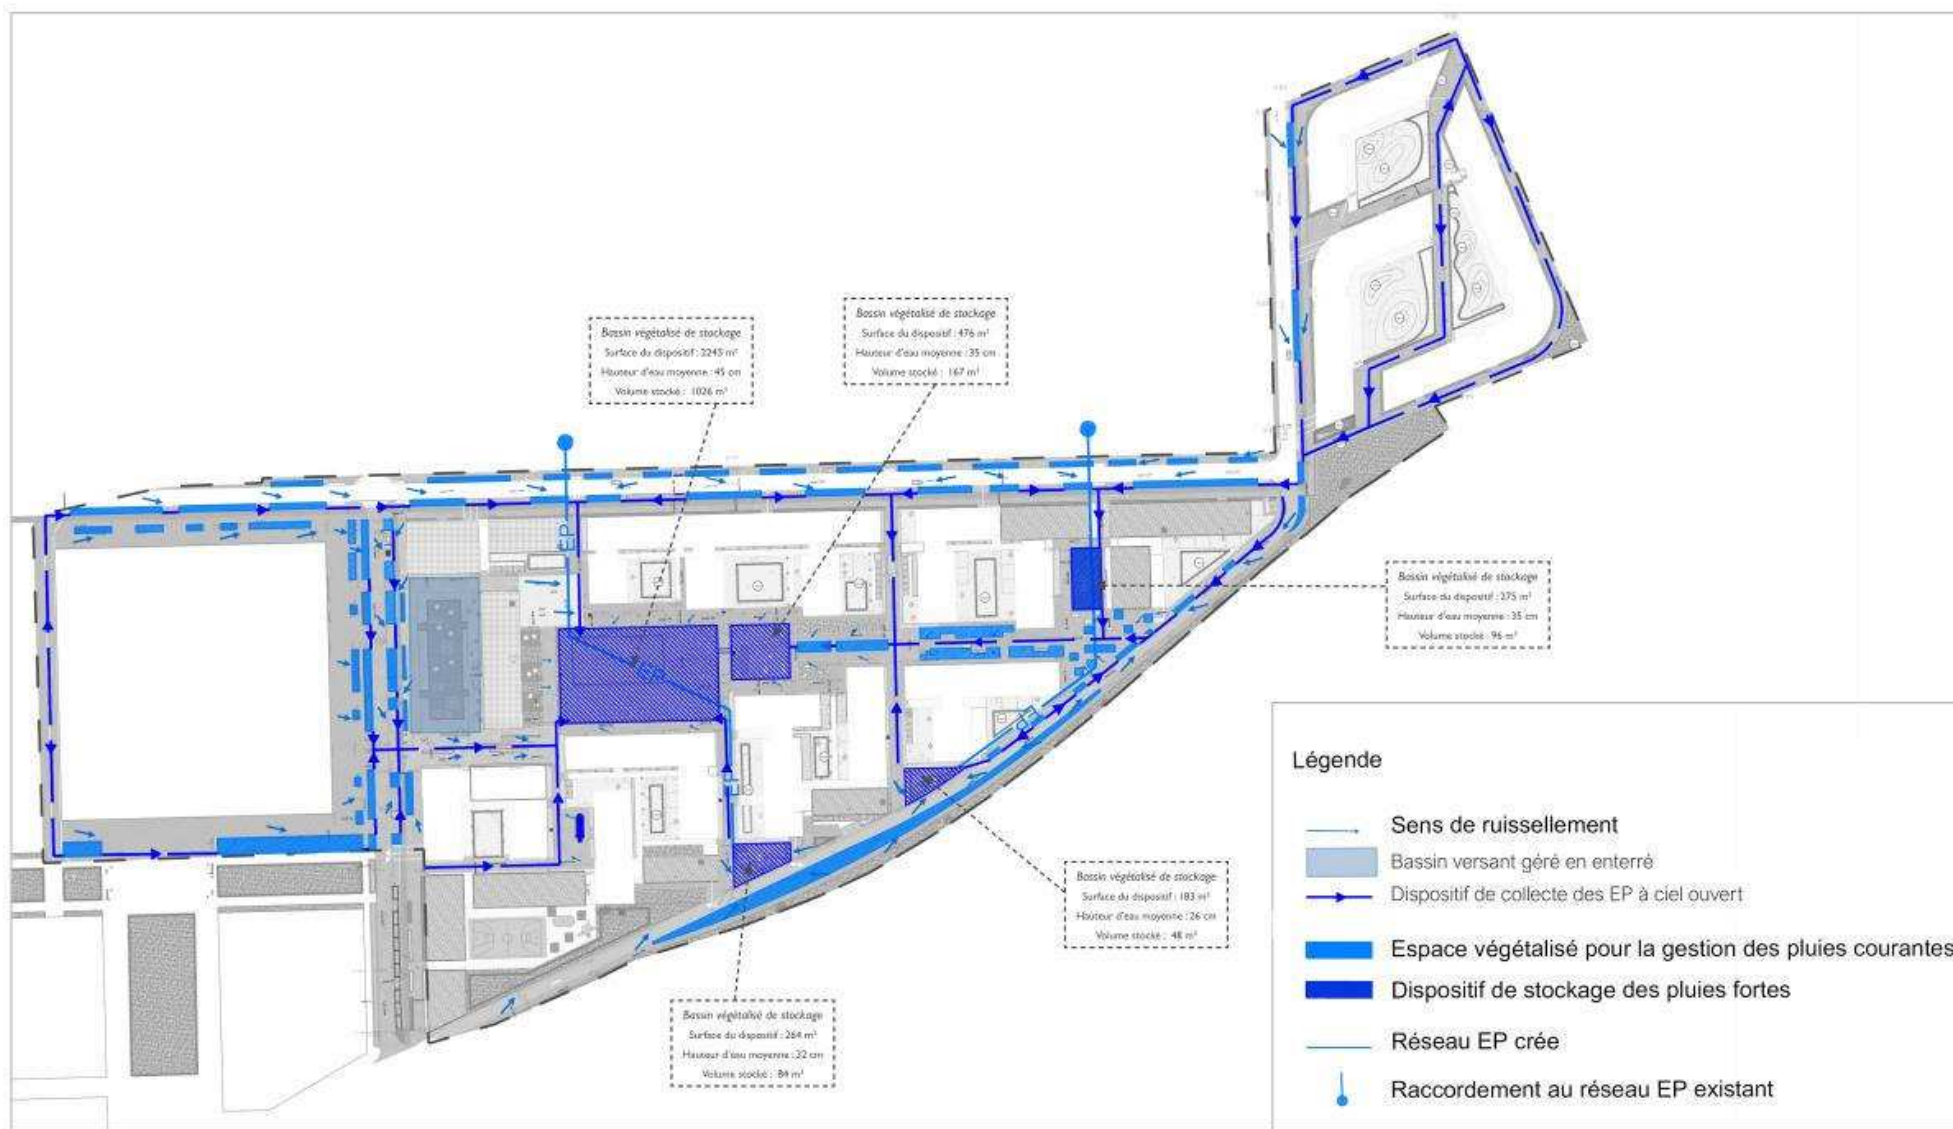 Bassin végétalisé de stockage
Surface du dispositif : 476 m²
Hauteur d'eau moyenne : 35 cm
Volume stocké : 167 m³
Bassin végétalisé de stockage
Surface du dispositif : 2243 m²
Hauteur d'eau moyenne : 45 cm
Volume stocké : 1026 m³
EP
EP
EP
EP
Bassin végétalisé de stockage
Surface du dispositif : 275 m²
Hauteur d'eau moyenne : 35 cm
Volume stocké : 96 m³
Bassin végétalisé de stockage
Surface du dispositif : 183 m²
Hauteur d'eau moyenne : 26 cm
Volume stocké : 48 m³
Bassin végétalisé de stockage
Surface du dispositif : 264 m²
Hauteur d'eau moyenne : 32 cm
Volume stocké : 84 m³
Légende
Sens de ruissellement
Bassin versant géré en enterré
Dispositif de collecte des EP à ciel ouvert
Espace végétalisé pour la gestion des pluies courantes
Dispositif de stockage des pluies fortes
Réseau EP crée
Raccordement au réseau EP existant